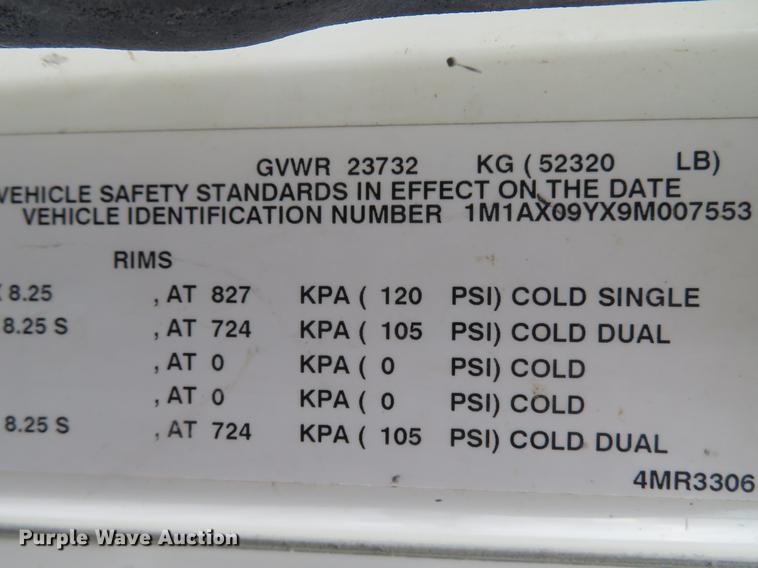 GVWR 23732 KG ( 52320 LB)
VEHICLE SAFETY STANDARDS IN EFFECT ON THE DATE
VEHICLE IDENTIFICATION NUMBER 1M1AX09YX9M007553
RIMS
X 8.25 , AT 827 KPA ( 120 PSI) COLD SINGLE
8.25 S , AT 724 KPA ( 105 PSI) COLD DUAL
, AT 0 KPA ( 0 PSI) COLD
, AT 0 KPA ( 0 PSI) COLD
8.25 S , AT 724 KPA ( 105 PSI) COLD DUAL
4MR3306
Purple Wave Auction